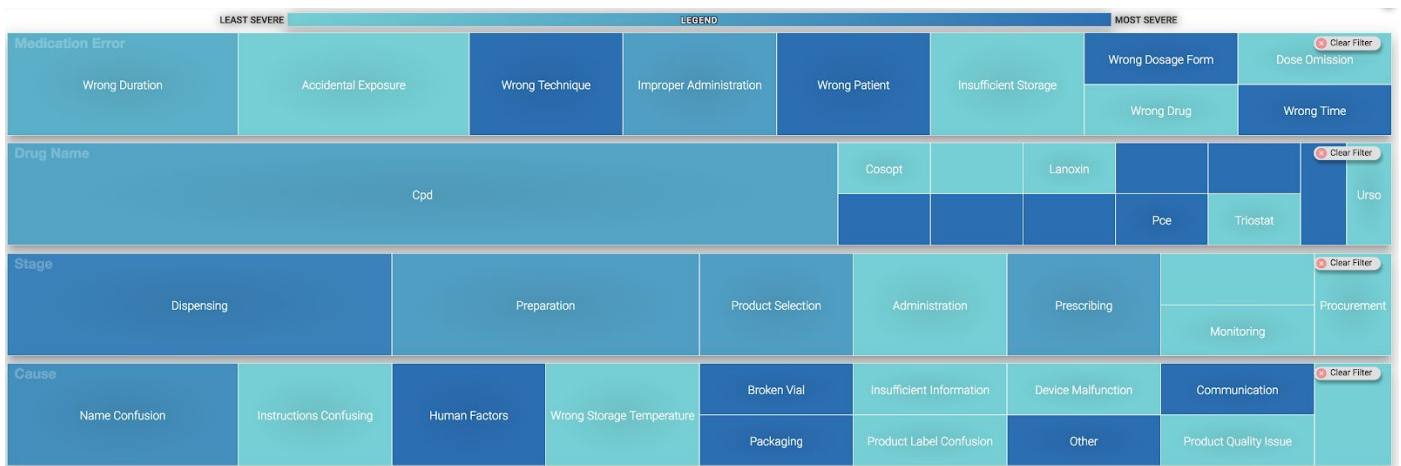 LEAST SEVERE LEGEND MOST SEVERE
Medication Error
Clear Filter
Wrong Duration
Accidental Exposure
Wrong Technique
Improper Administration
Wrong Patient
Insufficient Storage
Wrong Dosage Form
Dose Omission
Wrong Drug
Wrong Time
Drug Name
Clear Filter
Cpd
Cosopt
Lanoxin
Pce
Triostat
Urso
Stage
Clear Filter
Dispensing
Preparation
Product Selection
Administration
Prescribing
Monitoring
Procurement
Cause
Clear Filter
Name Confusion
Instructions Confusing
Human Factors
Wrong Storage Temperature
Broken Vial
Insufficient Information
Device Malfunction
Communication
Packaging
Product Label Confusion
Other
Product Quality Issue